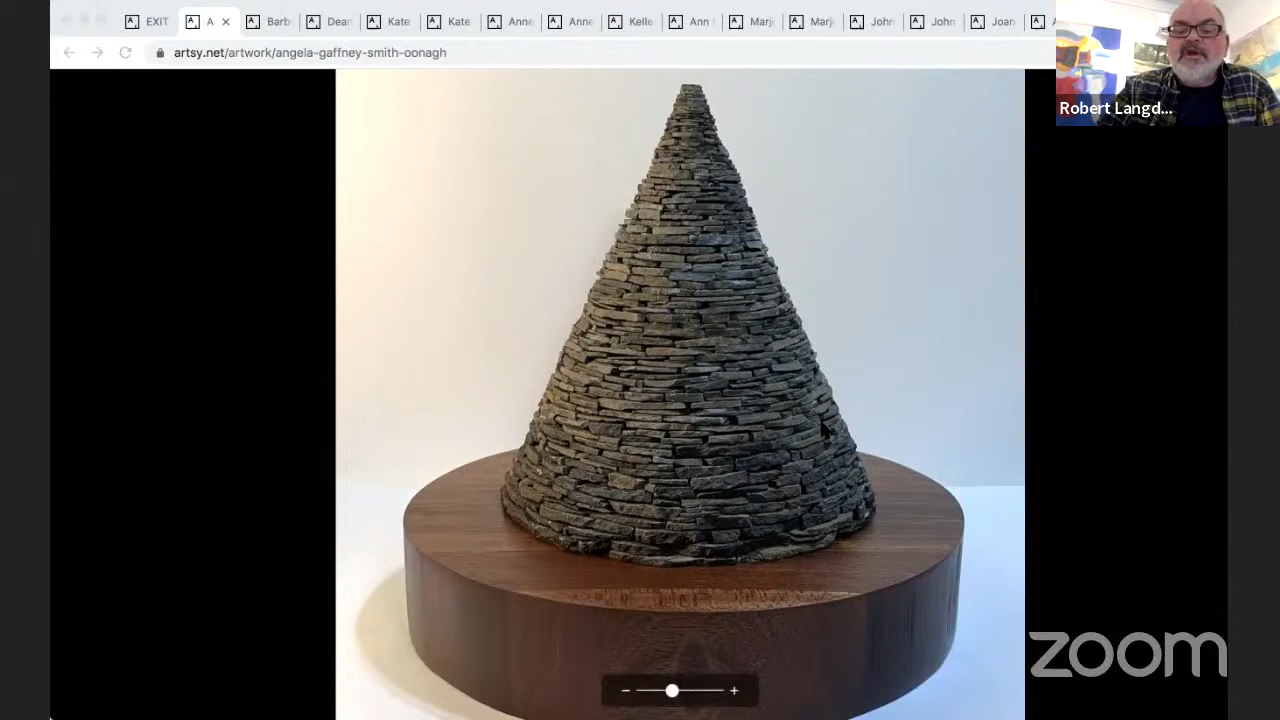 EXIT
A
Barb
Dean
Kate
Kate
Anne
Anne
Kelle
Ann
Marj
Marj
John
John
Joan
A
artsy.net/artwork/angela-gaffney-smith-oonagh
Robert Langd...
zoom